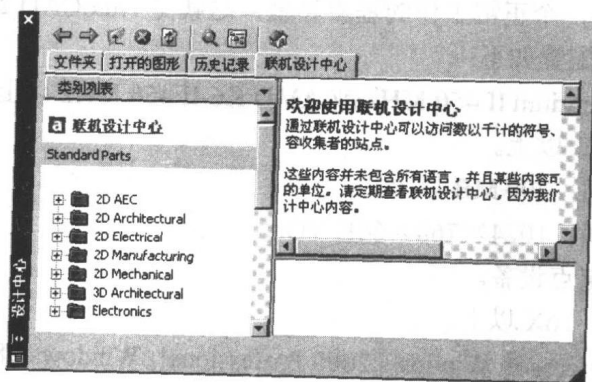 文件夹 打开的图形 历史记录 联机设计中心
类别列表
联机设计中心
Standard Parts
2D AEC
2D Architectural
2D Electrical
2D Manufacturing
2D Mechanical
3D Architectural
Electronics
欢迎使用联机设计中心
通过联机设计中心可以访问数以千计的符号、
容收集者的站点。
这些内容并未包含所有语言，并且某些内容可
的单位。请定期查看联机设计中心，因为我们
计中心内容。
设计中心